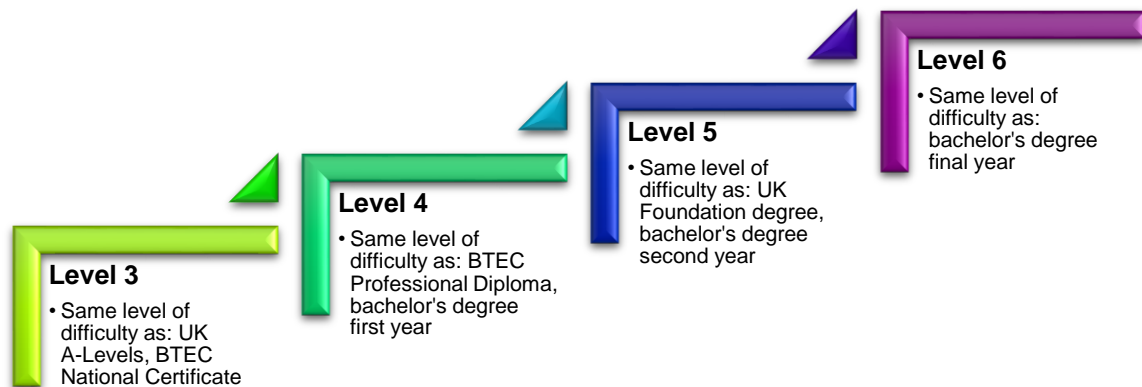 Level 3
• Same level of
difficulty as: UK
A-Levels, BTEC
National Certificate
Level 4
• Same level of
difficulty as: BTEC
Professional Diploma,
bachelor's degree
first year
Level 5
• Same level of
difficulty as: UK
Foundation degree,
bachelor's degree
second year
Level 6
• Same level of
difficulty as:
bachelor's degree
final year